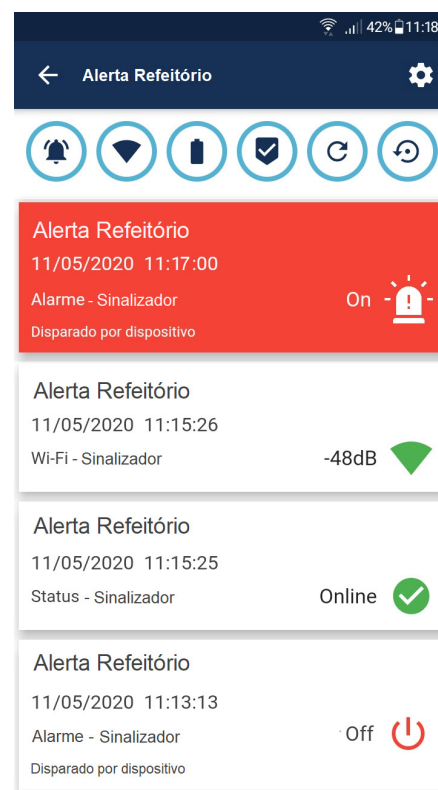 42% 11:18
Alerta Refeitório
Alerta Refeitório
11/05/2020 11:17:00
Alarme - Sinalizador On
Disparado por dispositivo
Alerta Refeitório
11/05/2020 11:15:26
Wi-Fi - Sinalizador -48dB
Alerta Refeitório
11/05/2020 11:15:25
Status - Sinalizador Online
Alerta Refeitório
11/05/2020 11:13:13
Alarme - Sinalizador Off
Disparado por dispositivo